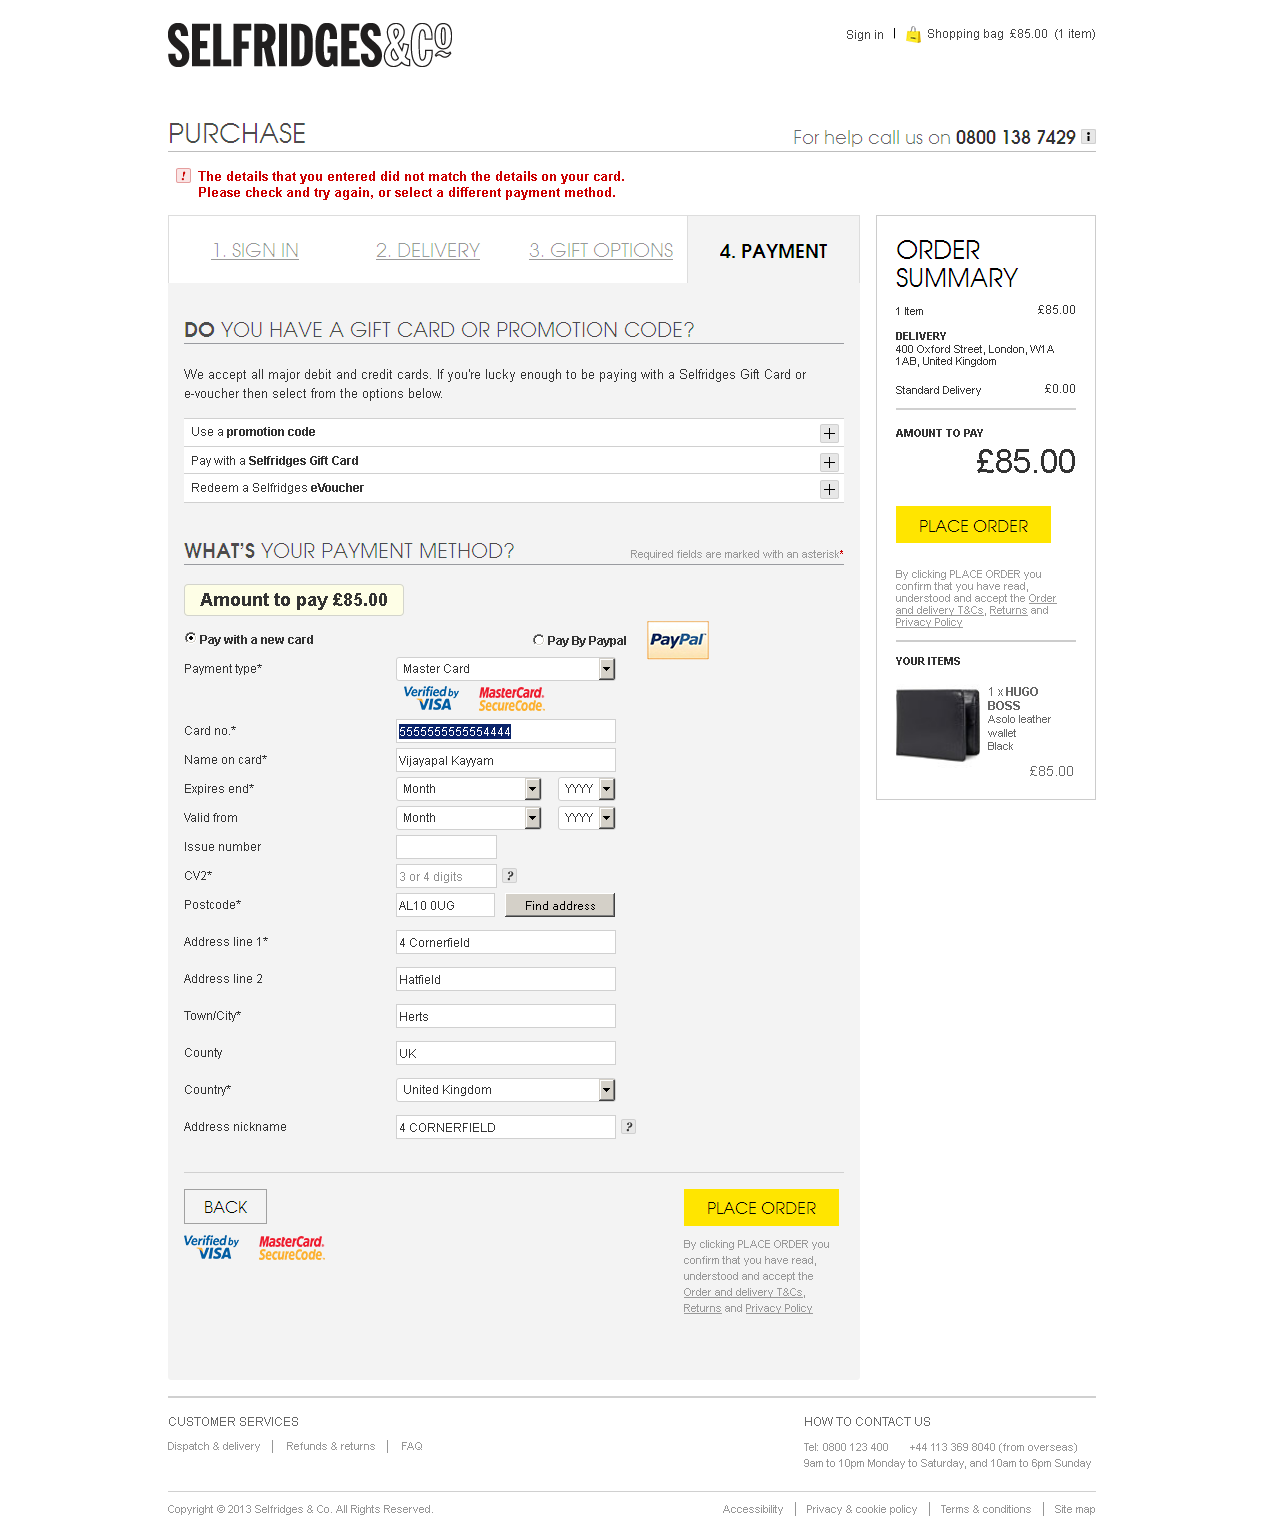 SELFRIDGES&Co
Sign in | Shopping bag £85.00 (1 item)
PURCHASE
For help call us on 0800 138 7429 i
! The details that you entered did not match the details on your card.
Please check and try again, or select a different payment method.
1. SIGN IN 2. DELIVERY 3. GIFT OPTIONS 4. PAYMENT
DO YOU HAVE A GIFT CARD OR PROMOTION CODE?
We accept all major debit and credit cards. If you're lucky enough to be paying with a Selfridges Gift Card or
e-voucher then select from the options below.
Use a promotion code +
Pay with a Selfridges Gift Card +
Redeem a Selfridges eVoucher +
WHAT'S YOUR PAYMENT METHOD? Required fields are marked with an asterisk*
Amount to pay £85.00
Pay with a new card Pay By Paypal PayPal
Payment type* Master Card
Verified by VISA MasterCard. SecureCode.
Card no.* 5555555555554444
Name on card* Vijayapal Kayyam
Expires end* Month YYYY
Valid from Month YYYY
Issue number
CV2* 3 or 4 digits ?
Postcode* AL10 0UG Find address
Address line 1* 4 Cornerfield
Address line 2 Hatfield
Town/City* Herts
County UK
Country* United Kingdom
Address nickname 4 CORNERFIELD ?
BACK PLACE ORDER
Verified by VISA MasterCard. SecureCode.
By clicking PLACE ORDER you
confirm that you have read,
understood and accept the
Order and delivery T&Cs,
Returns and Privacy Policy
ORDER
SUMMARY
1 Item £85.00
DELIVERY
400 Oxford Street, London, W1A
1AB, United Kingdom
Standard Delivery £0.00
AMOUNT TO PAY
£85.00
PLACE ORDER
By clicking PLACE ORDER you
confirm that you have read,
understood and accept the Order
and delivery T&Cs, Returns and
Privacy Policy
YOUR ITEMS
1 x HUGO
BOSS
Asolo leather
wallet
Black
£85.00
CUSTOMER SERVICES
Dispatch & delivery | Refunds & returns | FAQ
HOW TO CONTACT US
Tel: 0800 123 400 +44 113 369 8040 (from overseas)
9am to 10pm Monday to Saturday, and 10am to 6pm Sunday
Copyright © 2013 Selfridges & Co. All Rights Reserved.
Accessibility | Privacy & cookie policy | Terms & conditions | Site map